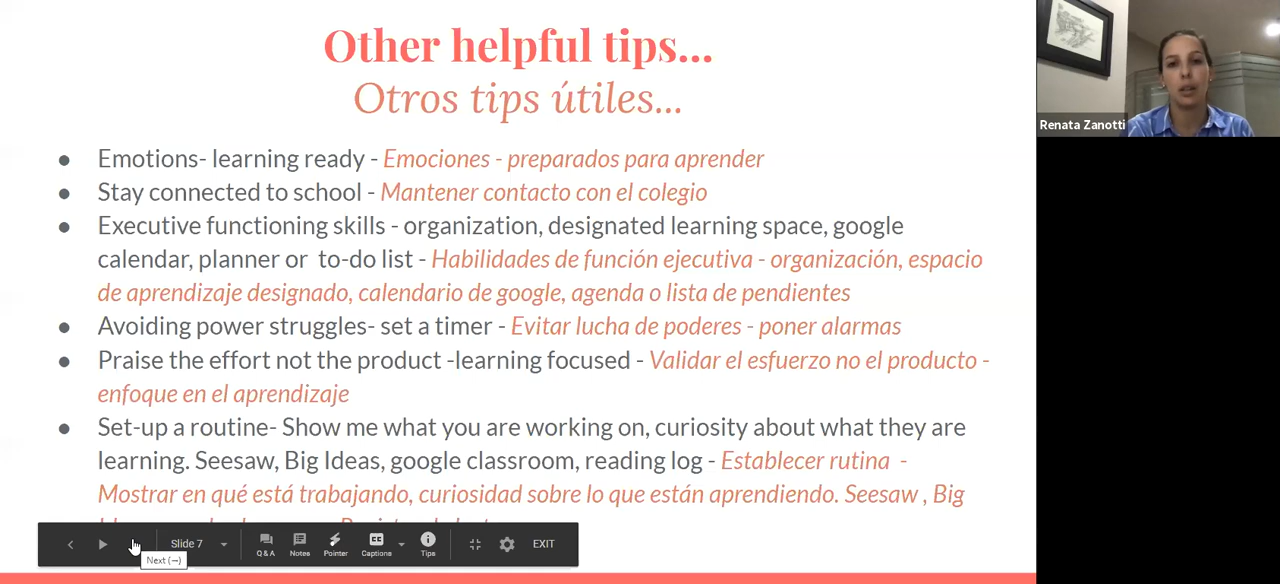 Other helpful tips...
Otros tips útiles...
● Emotions- learning ready - Emociones - preparados para aprender
● Stay connected to school - Mantener contacto con el colegio
● Executive functioning skills - organization, designated learning space, google
calendar, planner or  to-do list - Habilidades de función ejecutiva - organización, espacio
de aprendizaje designado, calendario de google, agenda o lista de pendientes
● Avoiding power struggles- set a timer - Evitar lucha de poderes - poner alarmas
● Praise the effort not the product -learning focused - Validar el esfuerzo no el producto -
enfoque en el aprendizaje
● Set-up a routine- Show me what you are working on, curiosity about what they are
learning. Seesaw, Big Ideas, google classroom, reading log - Establecer rutina  -
Mostrar en qué está trabajando, curiosidad sobre lo que están aprendiendo. Seesaw , Big
Slide 7
Q & A
Notes
Pointer
Captions
Tips
EXIT
Next (→)
Renata Zanotti